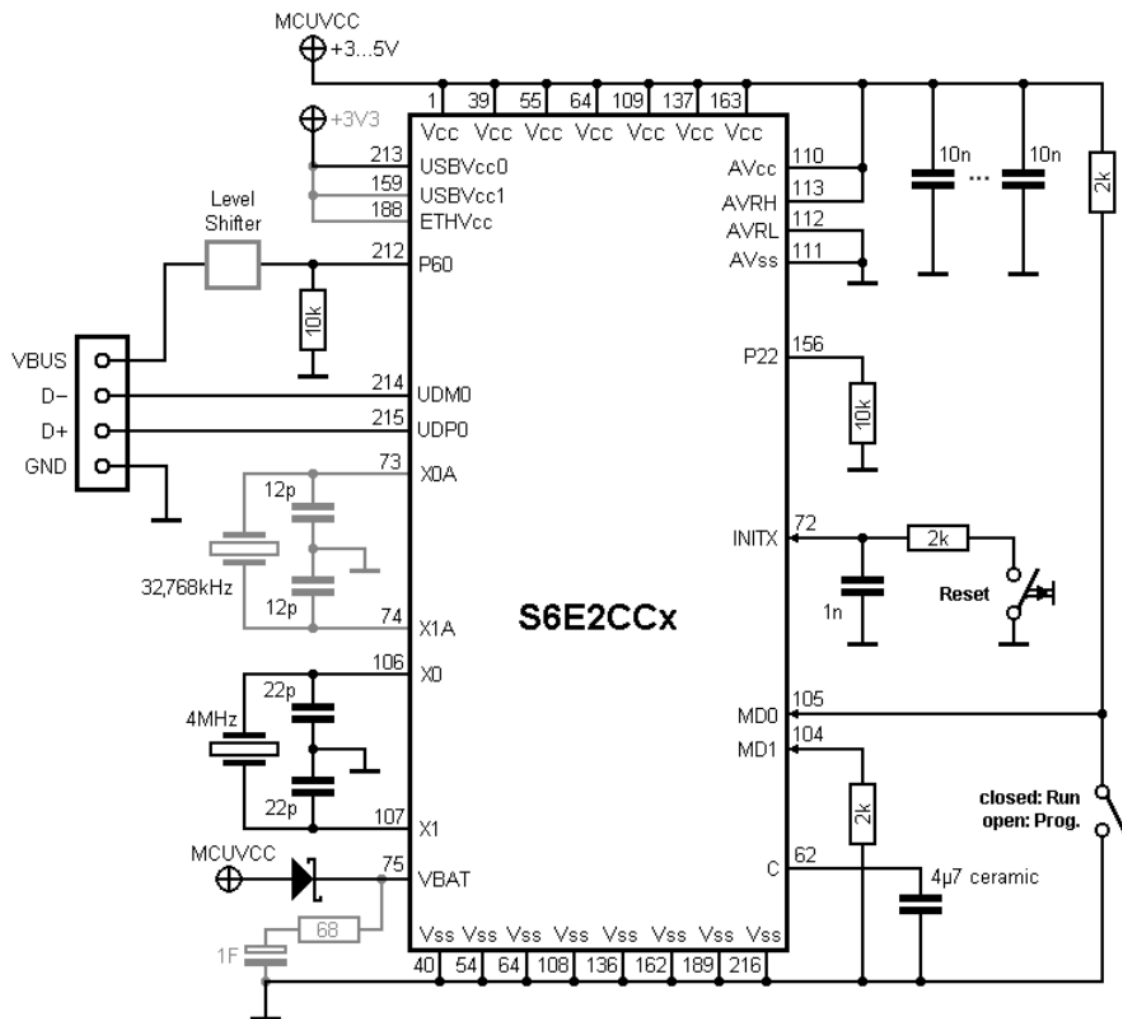 MCUVCC
+3...5V
1 39 55 64 109 137 163
+3V3
Vcc Vcc Vcc Vcc Vcc Vcc Vcc
213 USBVcc0
159 USBVcc1
188 ETHVcc
AVcc 110
AVRH 113
AVRL 112
AVss 111
10n ... 10n
2k
Level
Shifter
212 P60
10k
VBUS
D-
D+
GND
214 UDM0
215 UDP0
P22 156
10k
73 X0A
12p
32,768kHz
12p
74 X1A
INITX 72
2k
1n
Reset
S6E2CCx
106 X0
22p
4MHz
22p
107 X1
MD0 105
MD1 104
2k
closed: Run
open: Prog.
MCUVCC
75 VBAT
68
1F
C 62
4µ7 ceramic
Vss Vss Vss Vss Vss Vss Vss Vss
40 54 64 108 136 162 189 216